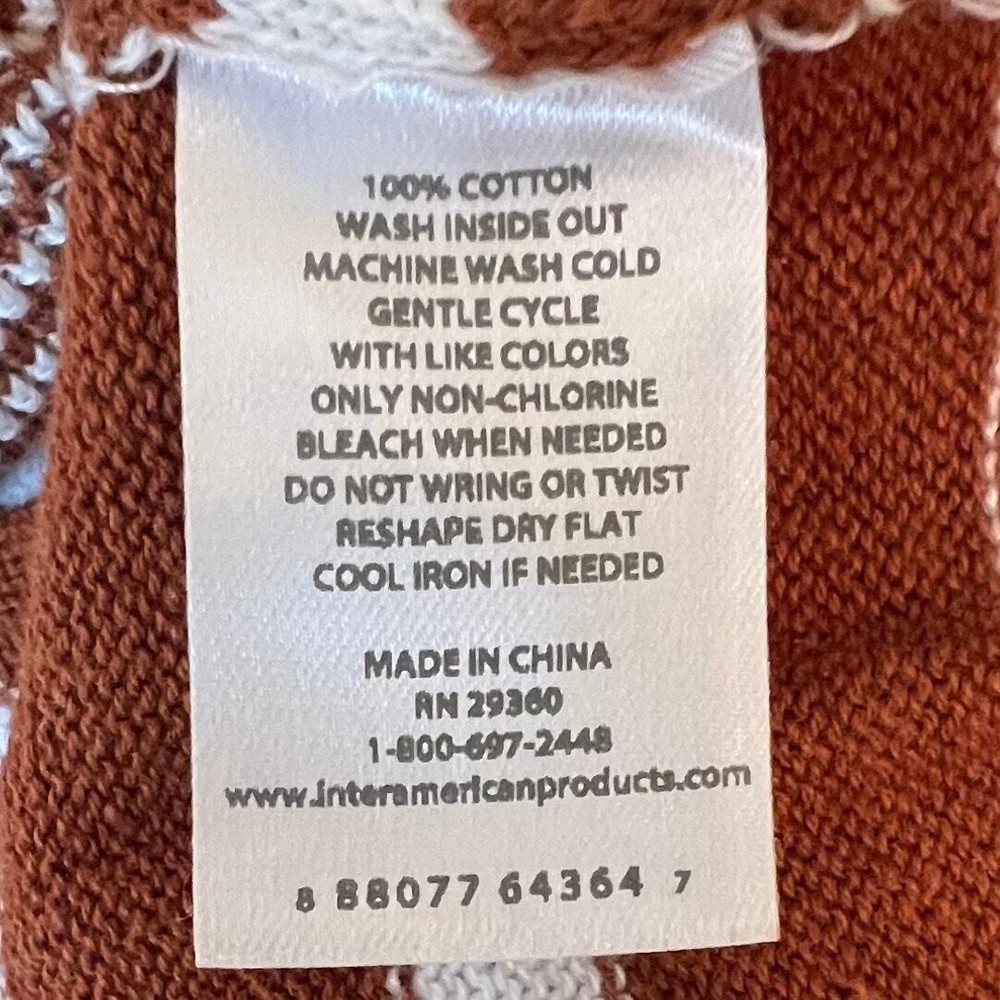 100% COTTON
WASH INSIDE OUT
MACHINE WASH COLD
GENTLE CYCLE
WITH LIKE COLORS
ONLY NON-CHLORINE
BLEACH WHEN NEEDED
DO NOT WRING OR TWIST
RESHAPE DRY FLAT
COOL IRON IF NEEDED
MADE IN CHINA
RN 29360
1-800-697-2448
www.interamericanproducts.com
8 88077 64364 7